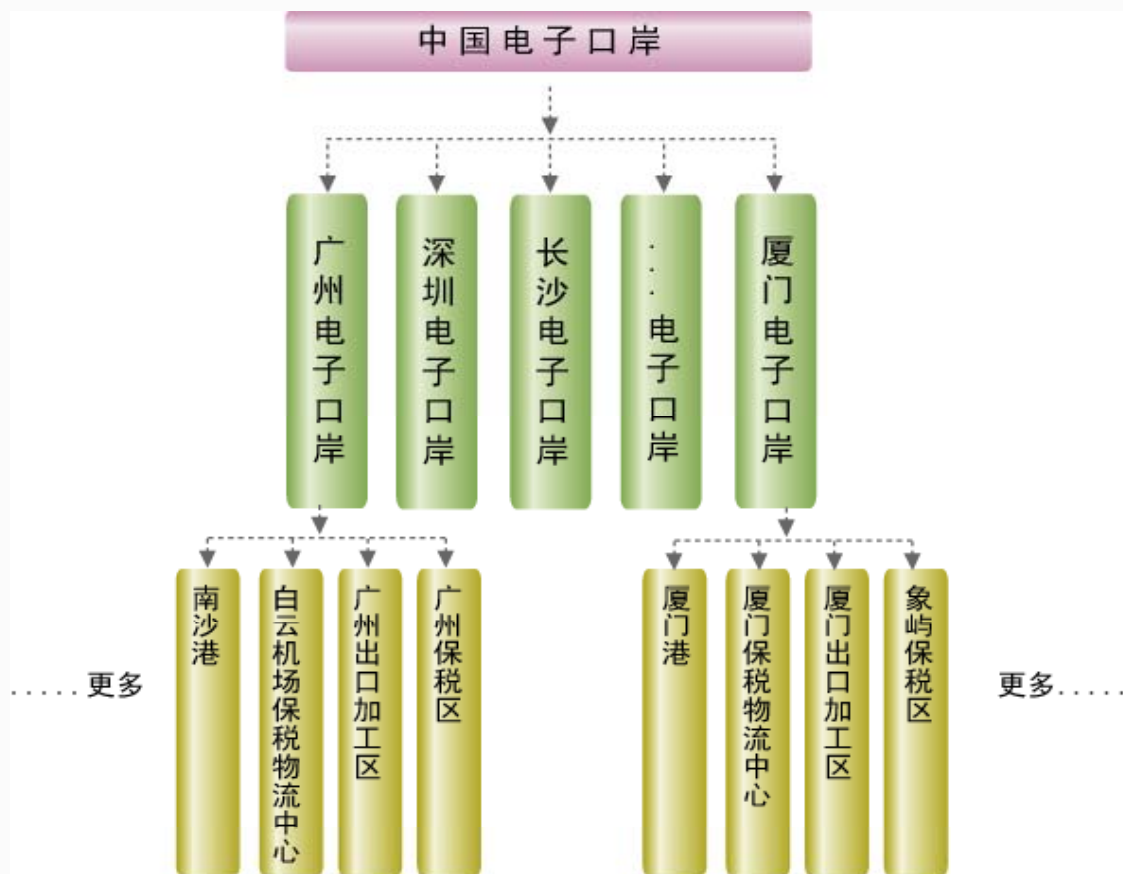 中国电子口岸
广州电子口岸
深圳电子口岸
长沙电子口岸
...电子口岸
厦门电子口岸
南沙港
白云机场保税物流中心
广州出口加工区
广州保税区
厦门港
厦门保税物流中心
厦门出口加工区
象屿保税区
.....更多
更多.....